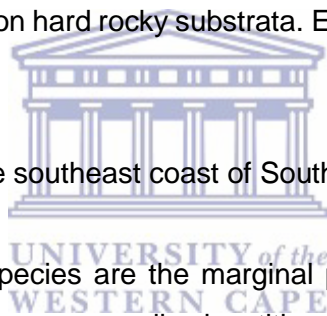 on hard rocky substrata. E
e southeast coast of South
UNIVERSITY of the
pecies are the marginal p
WESTERN CAPE